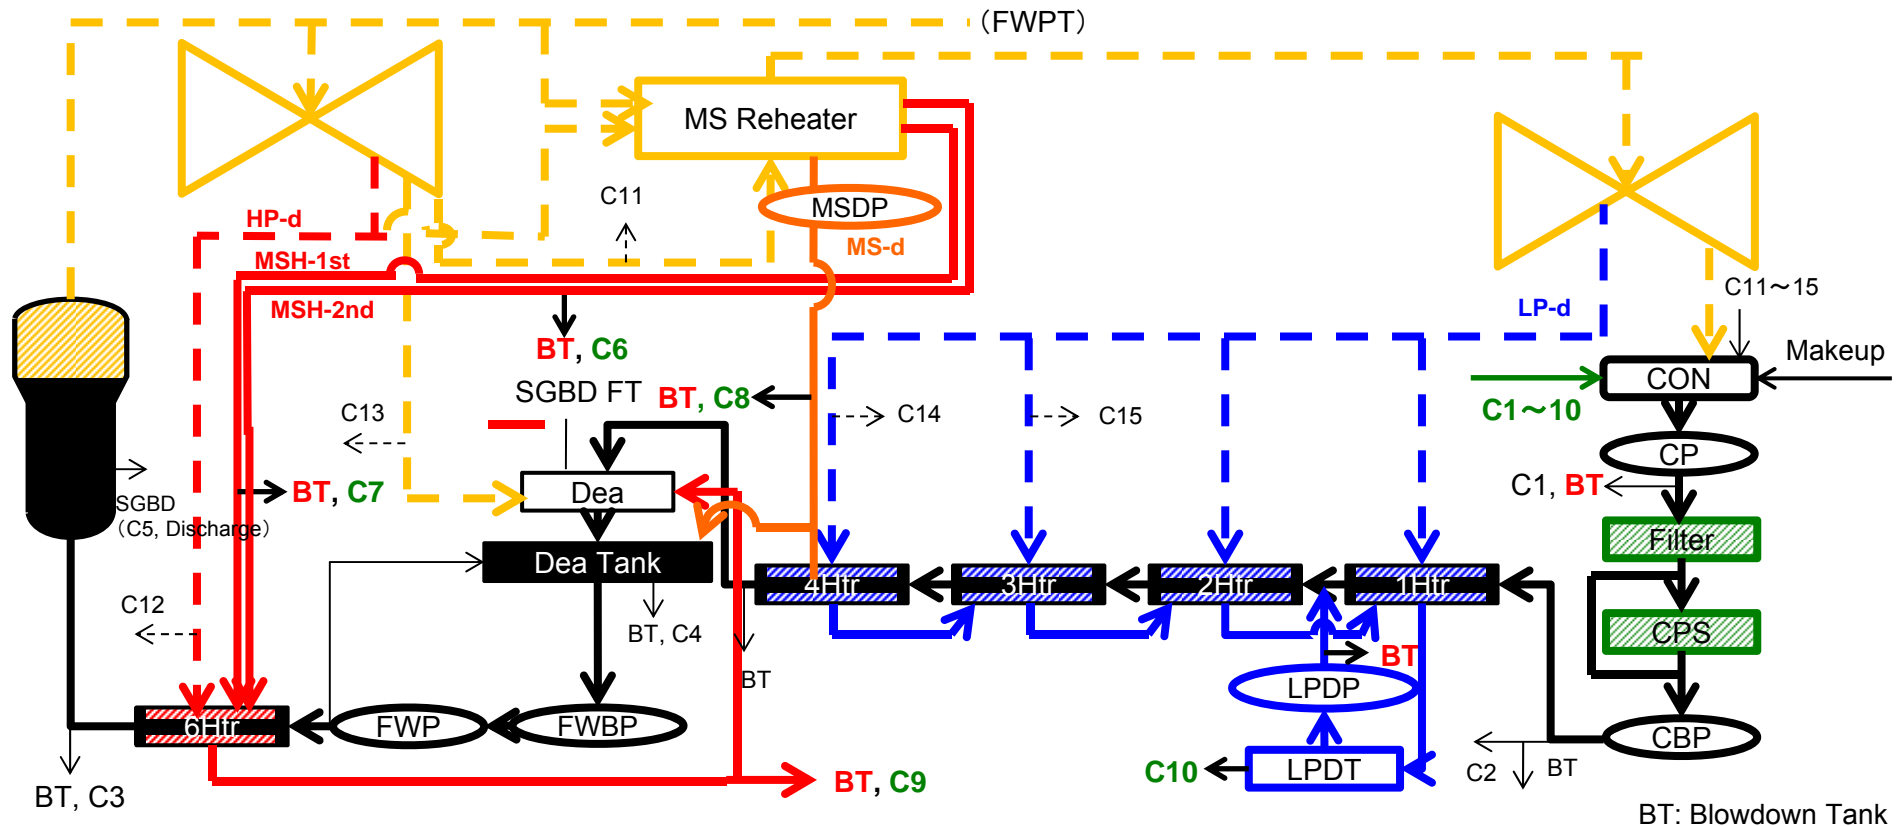 (FWPT)
MS Reheater
C11
MSDP
HP-d
MS-d
MSH-1st
MSH-2nd
LP-d
C11～15
Makeup
CON
C1～10
BT, C6
SGBD FT
BT, C8
C13
C14
C15
CP
C1, BT
Dea
BT, C7
SGBD
(C5, Discharge)
Filter
Dea Tank
4Htr
3Htr
2Htr
1Htr
C12
BT, C4
BT
BT
CPS
LPDP
6Htr
FWP
FWBP
CBP
C10
LPDT
C2
BT
BT, C3
BT, C9
BT: Blowdown Tank